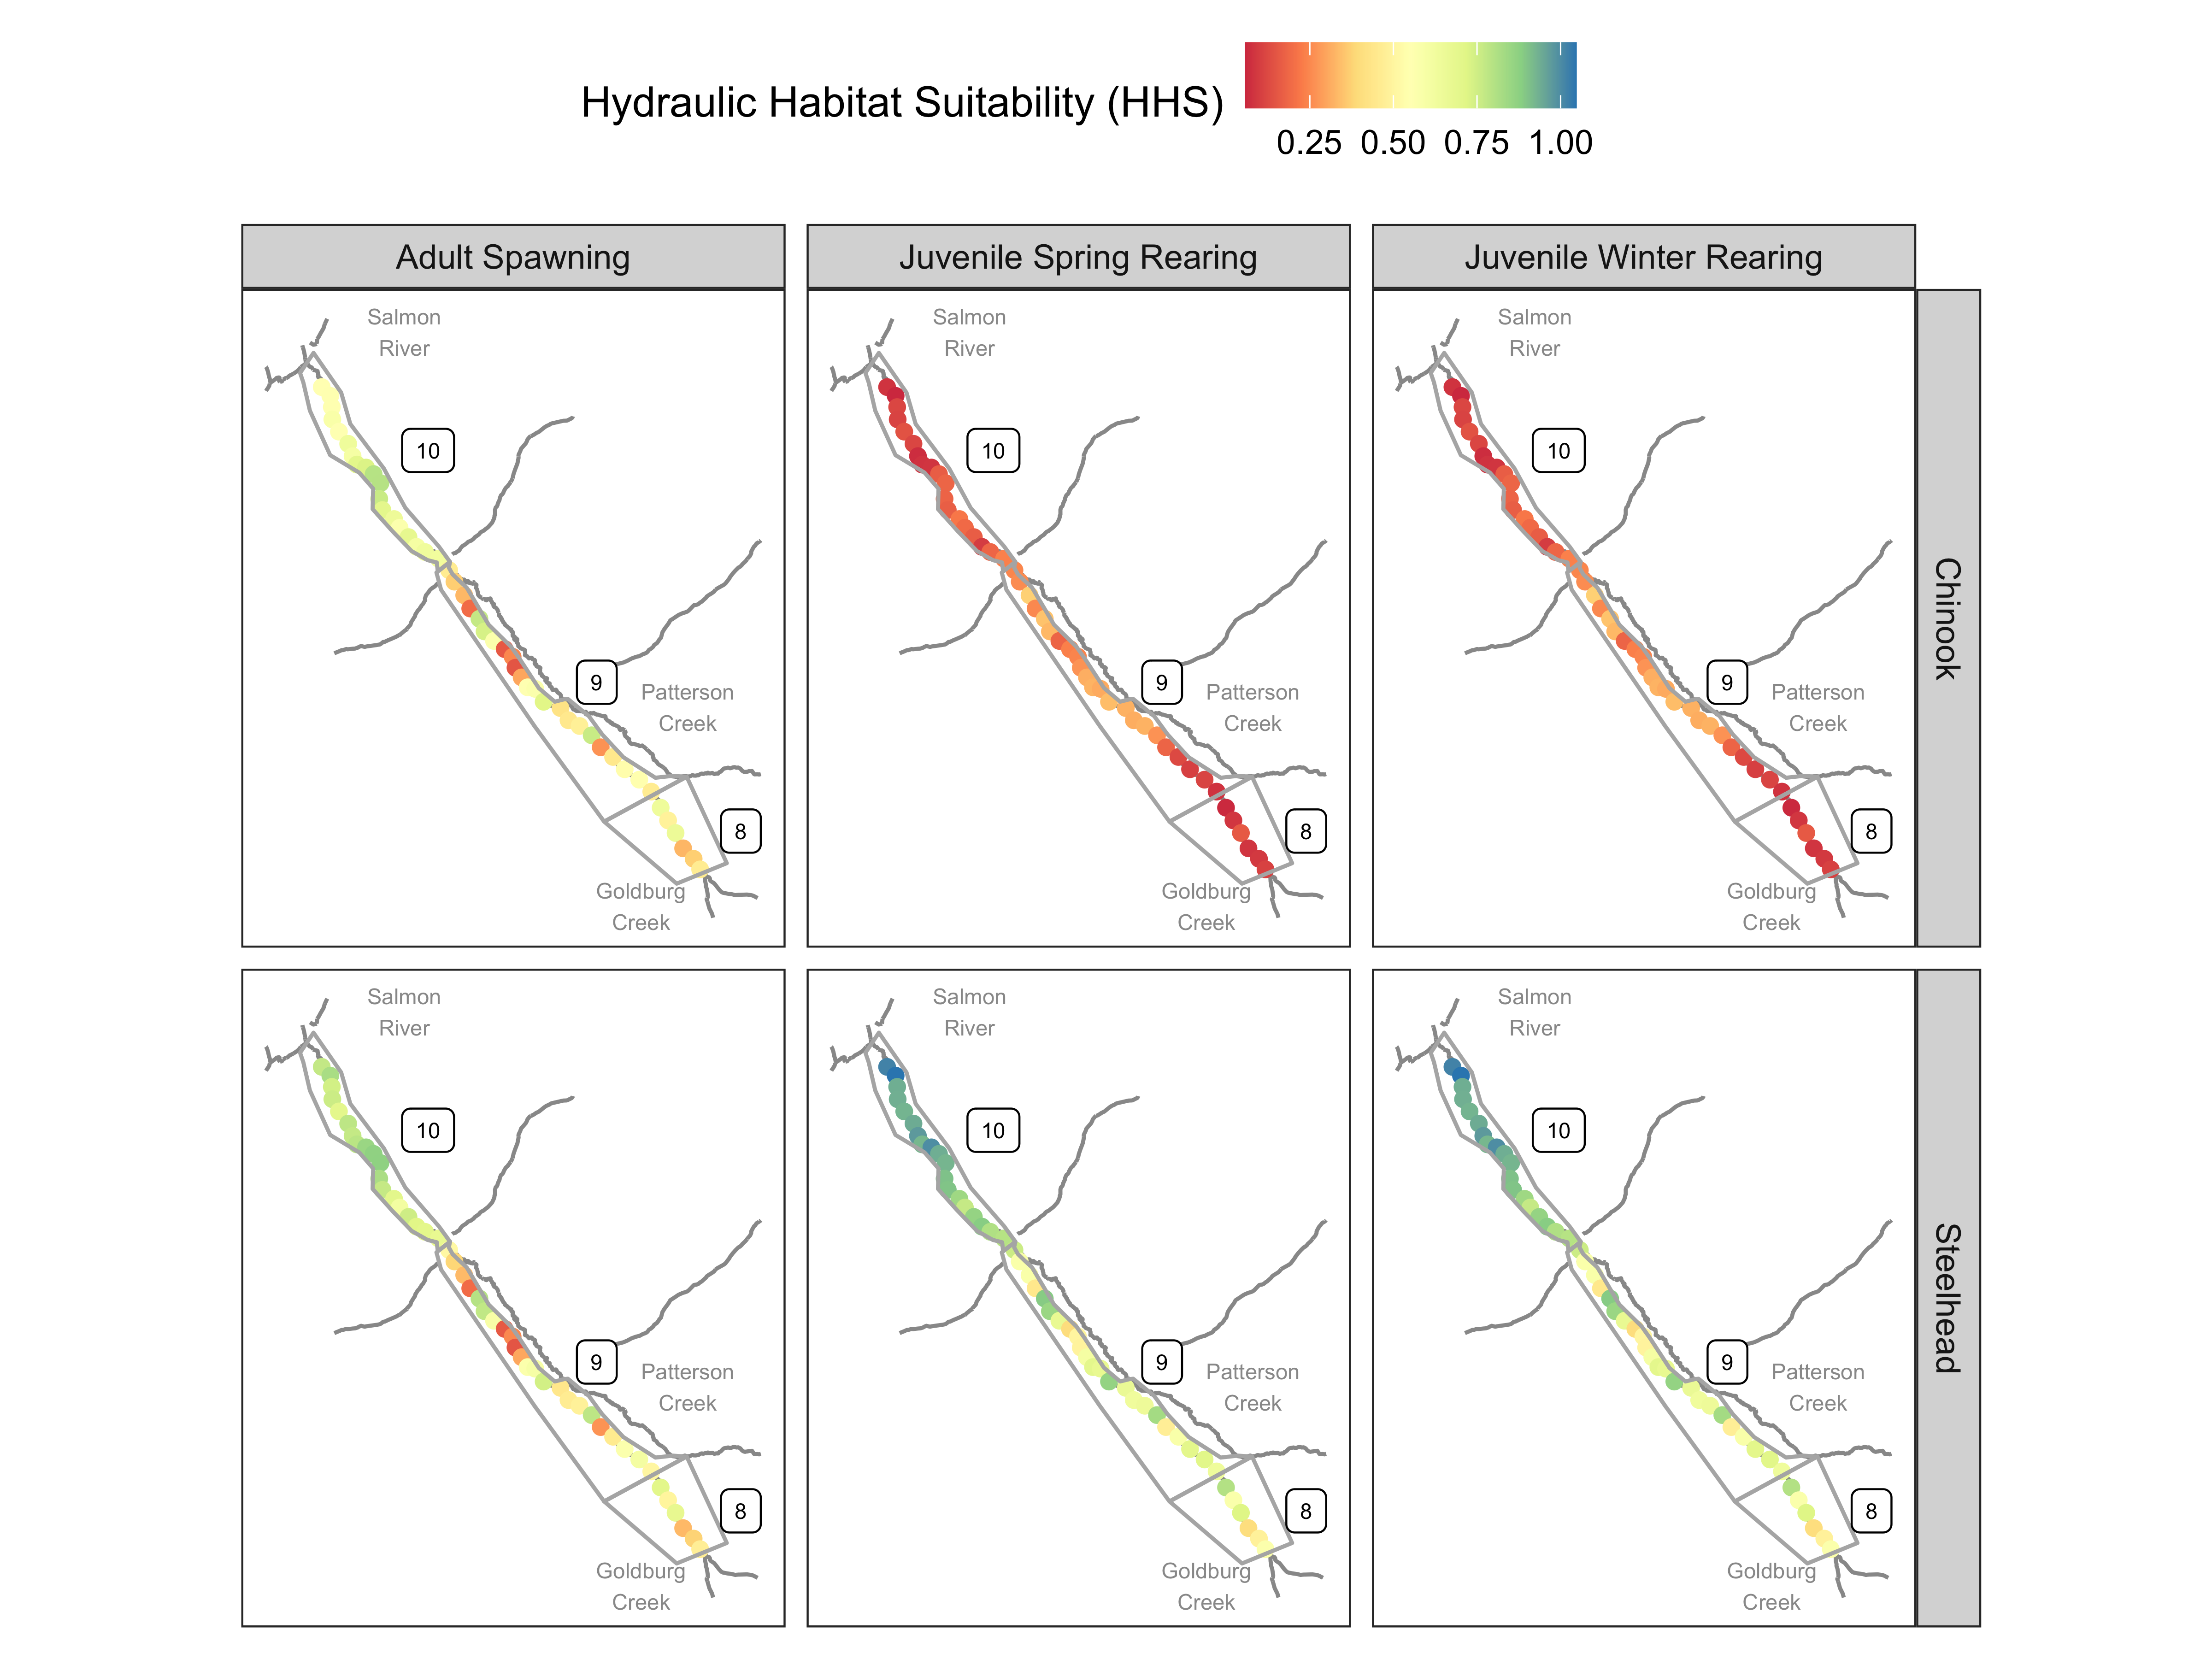 Hydraulic Habitat Suitability (HHS)
0.25 0.50 0.75 1.00
Adult Spawning
Juvenile Spring Rearing
Juvenile Winter Rearing
Chinook
Salmon
River
10
9
Patterson
Creek
8
Goldburg
Creek
Salmon
River
10
9
Patterson
Creek
8
Goldburg
Creek
Salmon
River
10
9
Patterson
Creek
8
Goldburg
Creek
Steelhead
Salmon
River
10
9
Patterson
Creek
8
Goldburg
Creek
Salmon
River
10
9
Patterson
Creek
8
Goldburg
Creek
Salmon
River
10
9
Patterson
Creek
8
Goldburg
Creek